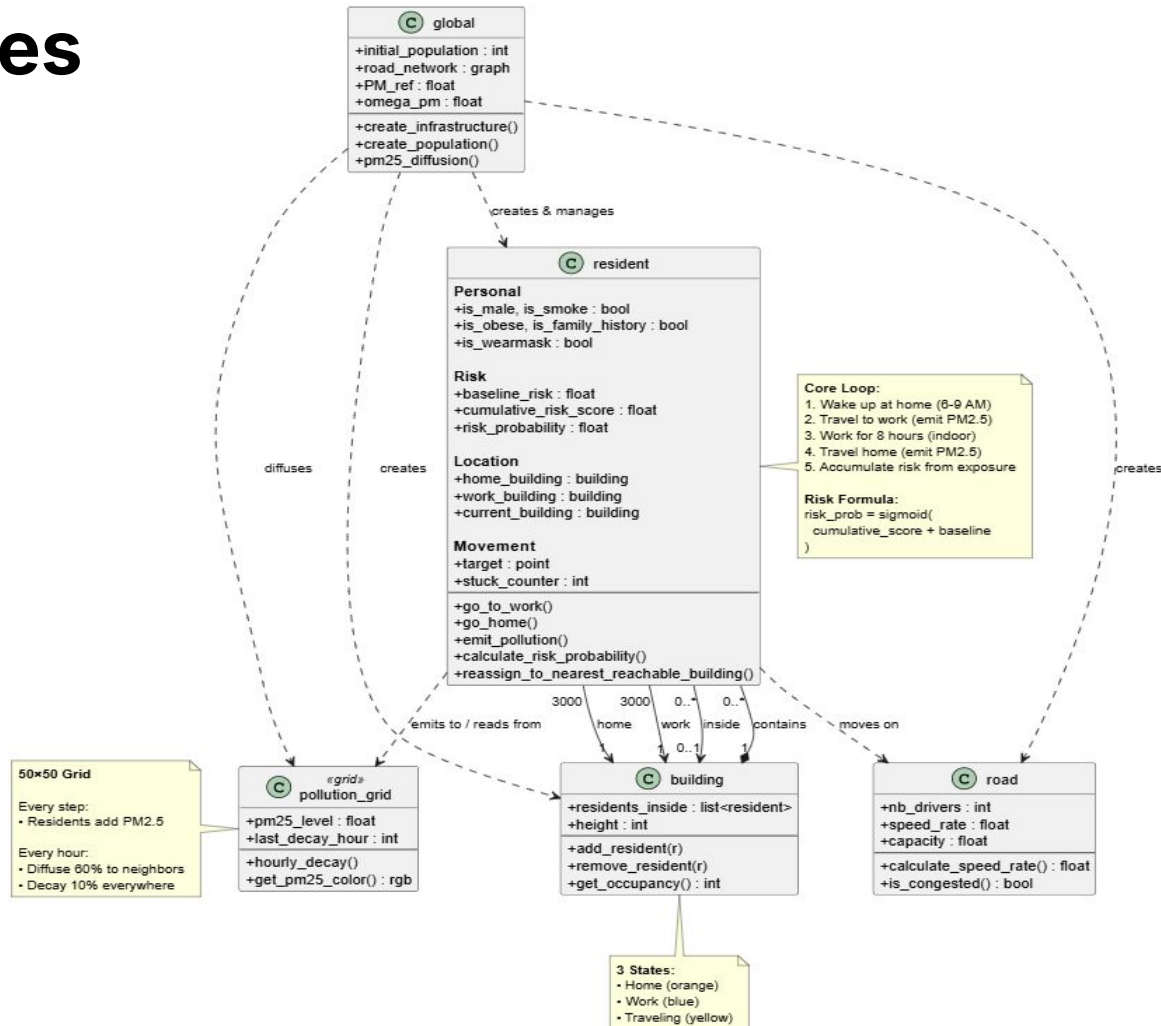 es
C global
+initial_population : int
+road_network : graph
+PM_ref : float
+omega_pm : float
+create_infrastructure()
+create_population()
+pm25_diffusion()
creates & manages
C resident
Personal
+is_male, is_smoke : bool
+is_obese, is_family_history : bool
+is_wearmask : bool
Risk
+baseline_risk : float
+cumulative_risk_score : float
+risk_probability : float
Location
+home_building : building
+work_building : building
+current_building : building
Movement
+target : point
+stuck_counter : int
+go_to_work()
+go_home()
+emit_pollution()
+calculate_risk_probability()
+reassign_to_nearest_reachable_building()
Core Loop:
1. Wake up at home (6-9 AM)
2. Travel to work (emit PM2.5)
3. Work for 8 hours (indoor)
4. Travel home (emit PM2.5)
5. Accumulate risk from exposure
Risk Formula:
risk_prob = sigmoid(
cumulative_score + baseline
)
diffuses
creates
creates
3000 3000 0..* 0..*
emits to / reads from
home
work
inside
contains
moves on
1 1 0..1 1
50×50 Grid
Every step:
• Residents add PM2.5
Every hour:
• Diffuse 60% to neighbors
• Decay 10% everywhere
C «grid»
pollution_grid
+pm25_level : float
+last_decay_hour : int
+hourly_decay()
+get_pm25_color() : rgb
C building
+residents_inside : list<resident>
+height : int
+add_resident(r)
+remove_resident(r)
+get_occupancy() : int
C road
+nb_drivers : int
+speed_rate : float
+capacity : float
+calculate_speed_rate() : float
+is_congested() : bool
3 States:
• Home (orange)
• Work (blue)
• Traveling (yellow)